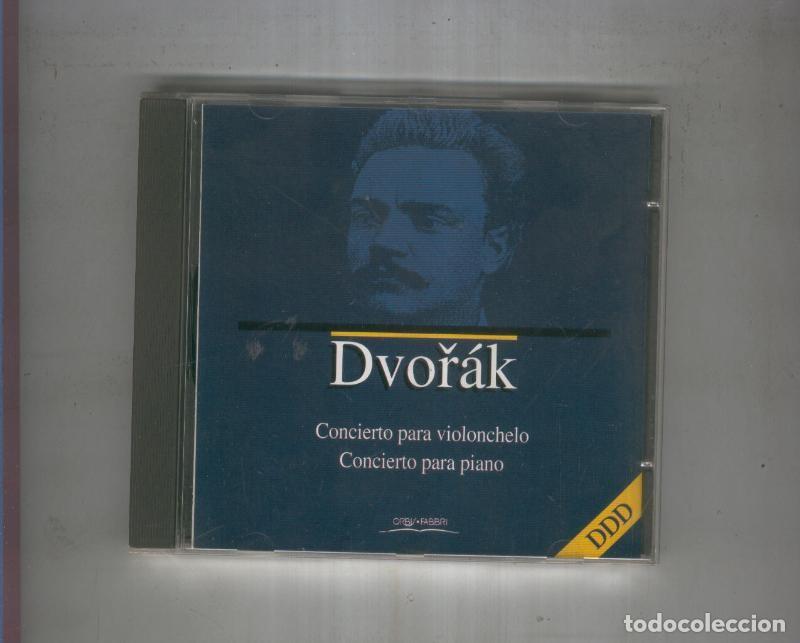 Dvořák
Concierto para violonchelo
Concierto para piano
ORBIS•FABBRI
DDD
todocoleccion